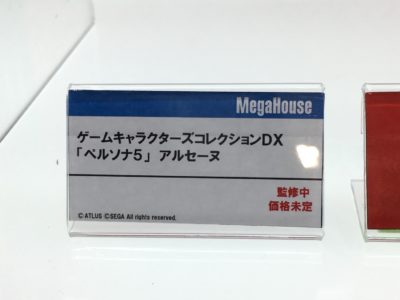 MegaHouse
ゲームキャラクターズコレクションDX
「ペルソナ5」 アルセーヌ
監修中
価格未定
©ATLUS ©SEGA All rights reserved.